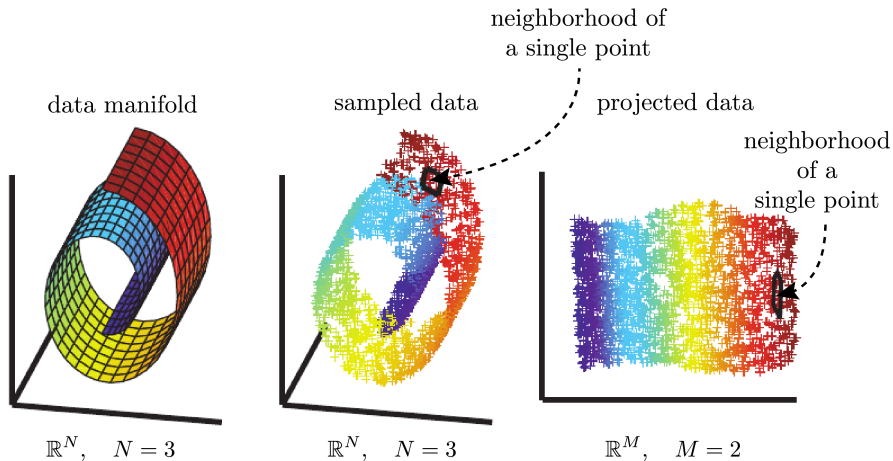 neighborhood of
a single point
data manifold
sampled data
projected data
neighborhood
of a
single point
ℝ^N, N = 3
ℝ^N, N = 3
ℝ^M, M = 2